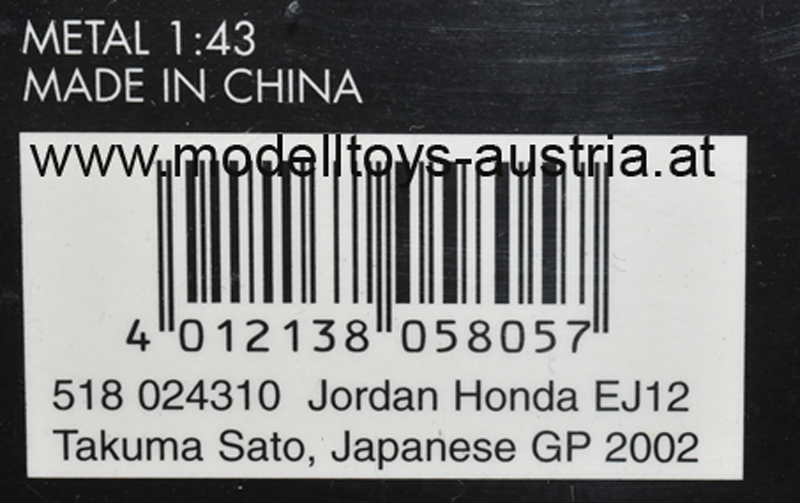 METAL 1:43
MADE IN CHINA
www.modelltoys-austria.at
4 012138 058057
518 024310 Jordan Honda EJ12
Takuma Sato, Japanese GP 2002